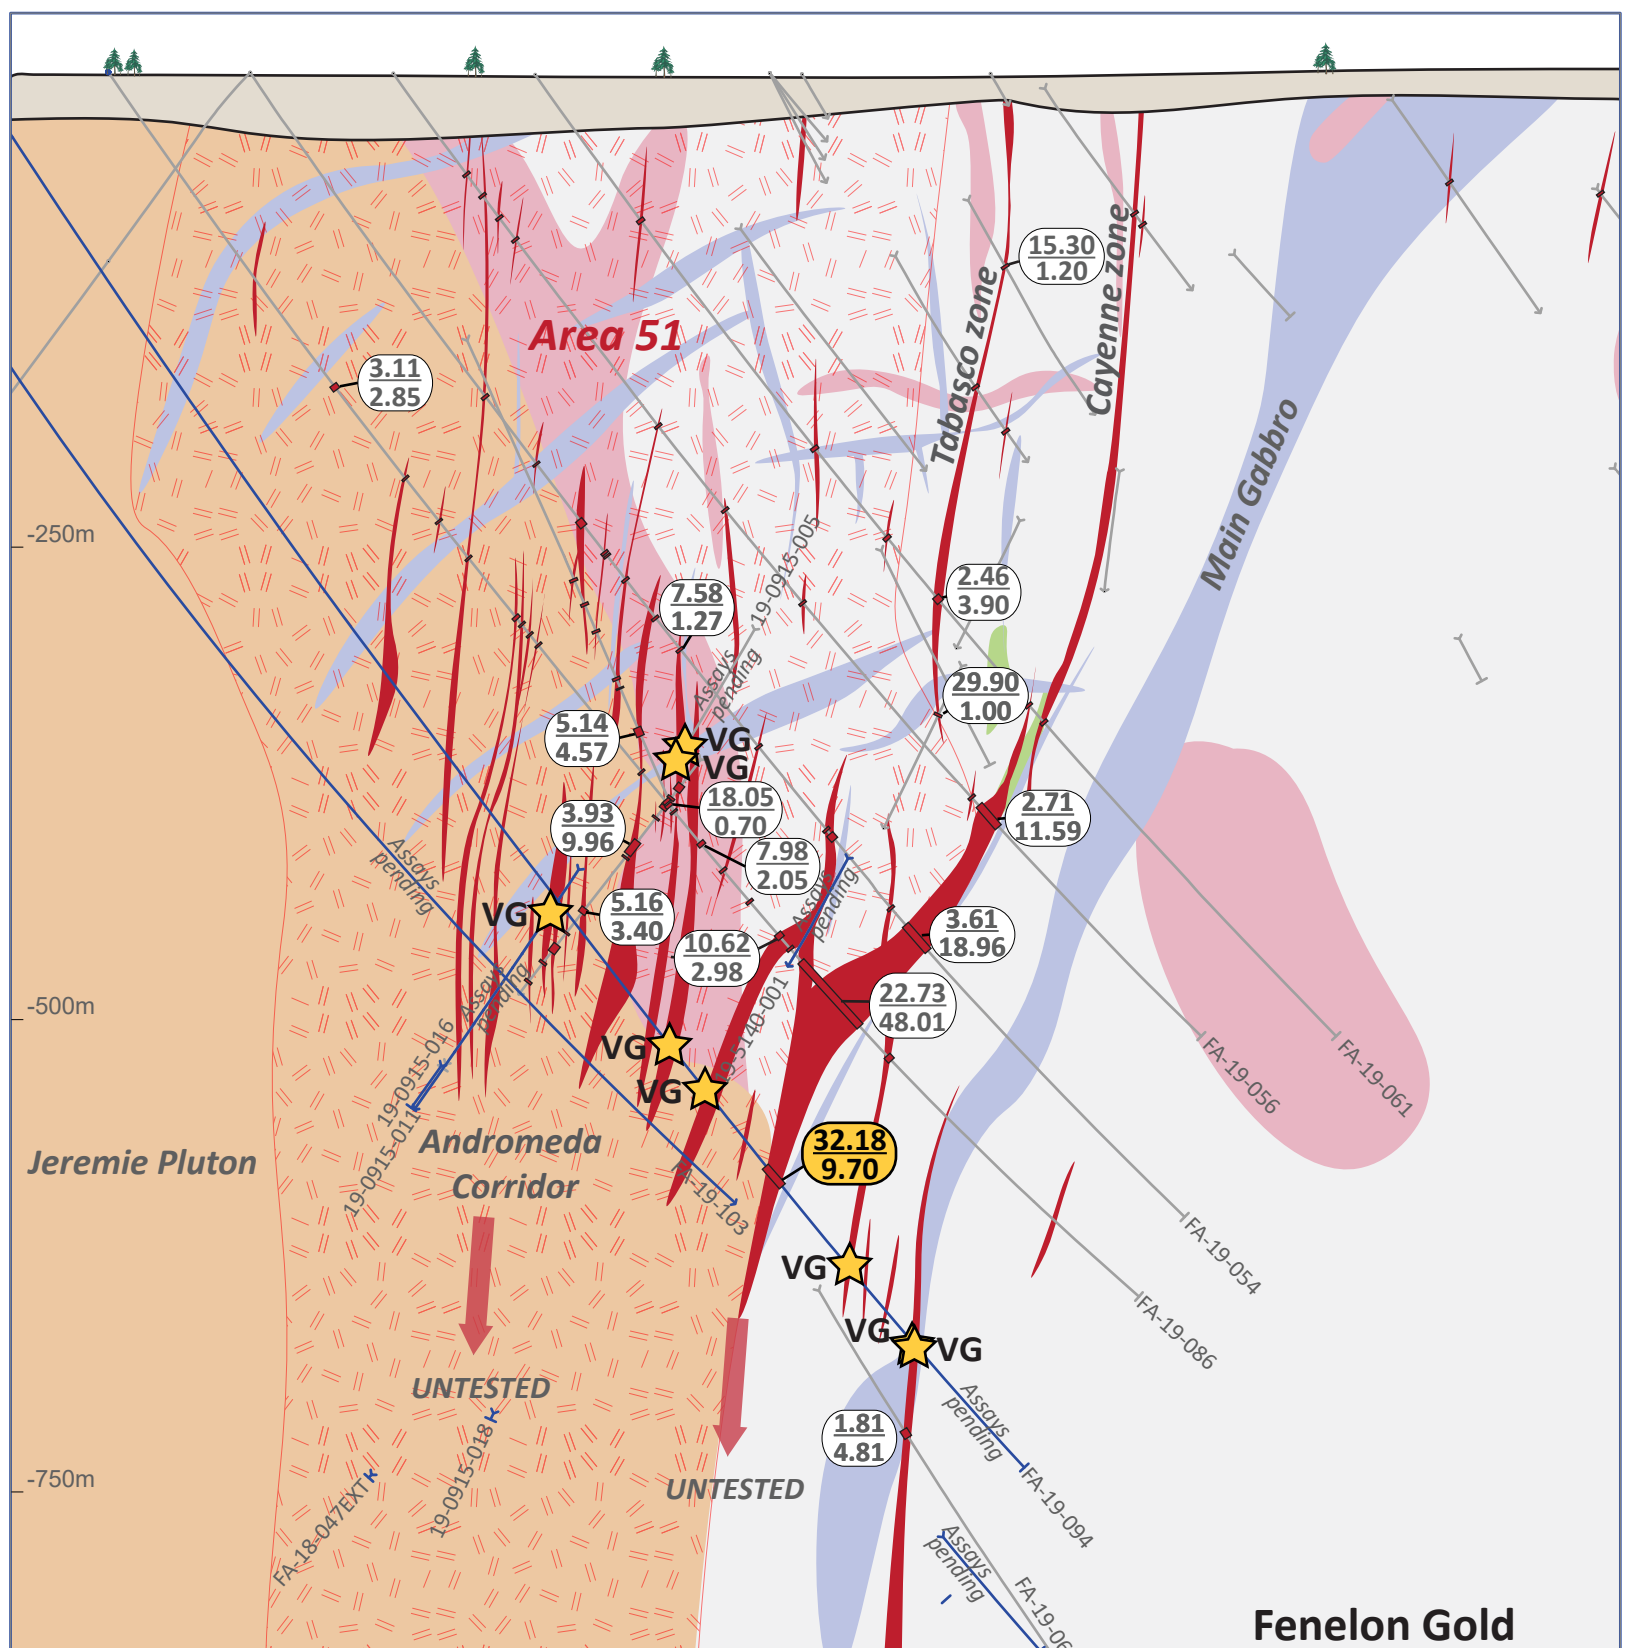 15.30
1.20
Cayenne zone
Tabasco zone
Area 51
3.11
2.85
Main Gabbro
-250m
19-0915-005
2.46
3.90
7.58
1.27
Assays
pending
29.90
1.00
5.14
4.57
VG
VG
18.05
0.70
2.71
11.59
3.93
9.96
7.98
2.05
Assays
pending
Assays
pending
VG
5.16
3.40
3.61
18.96
10.62
2.98
22.73
48.01
Assays
pending
-500m
19-5140-001
VG
VG
19-0915-016
19-0915-011
FA-19-056
FA-19-061
Andromeda
Corridor
Jeremie Pluton
32.18
9.70
FA-19-103
VG
FA-19-054
VG
VG
FA-19-086
UNTESTED
1.81
4.81
Assays
pending
-750m
UNTESTED
19-0915-018
FA-18-047EXT
FA-19-094
Assays
pending
FA-19-06
Fenelon Gold